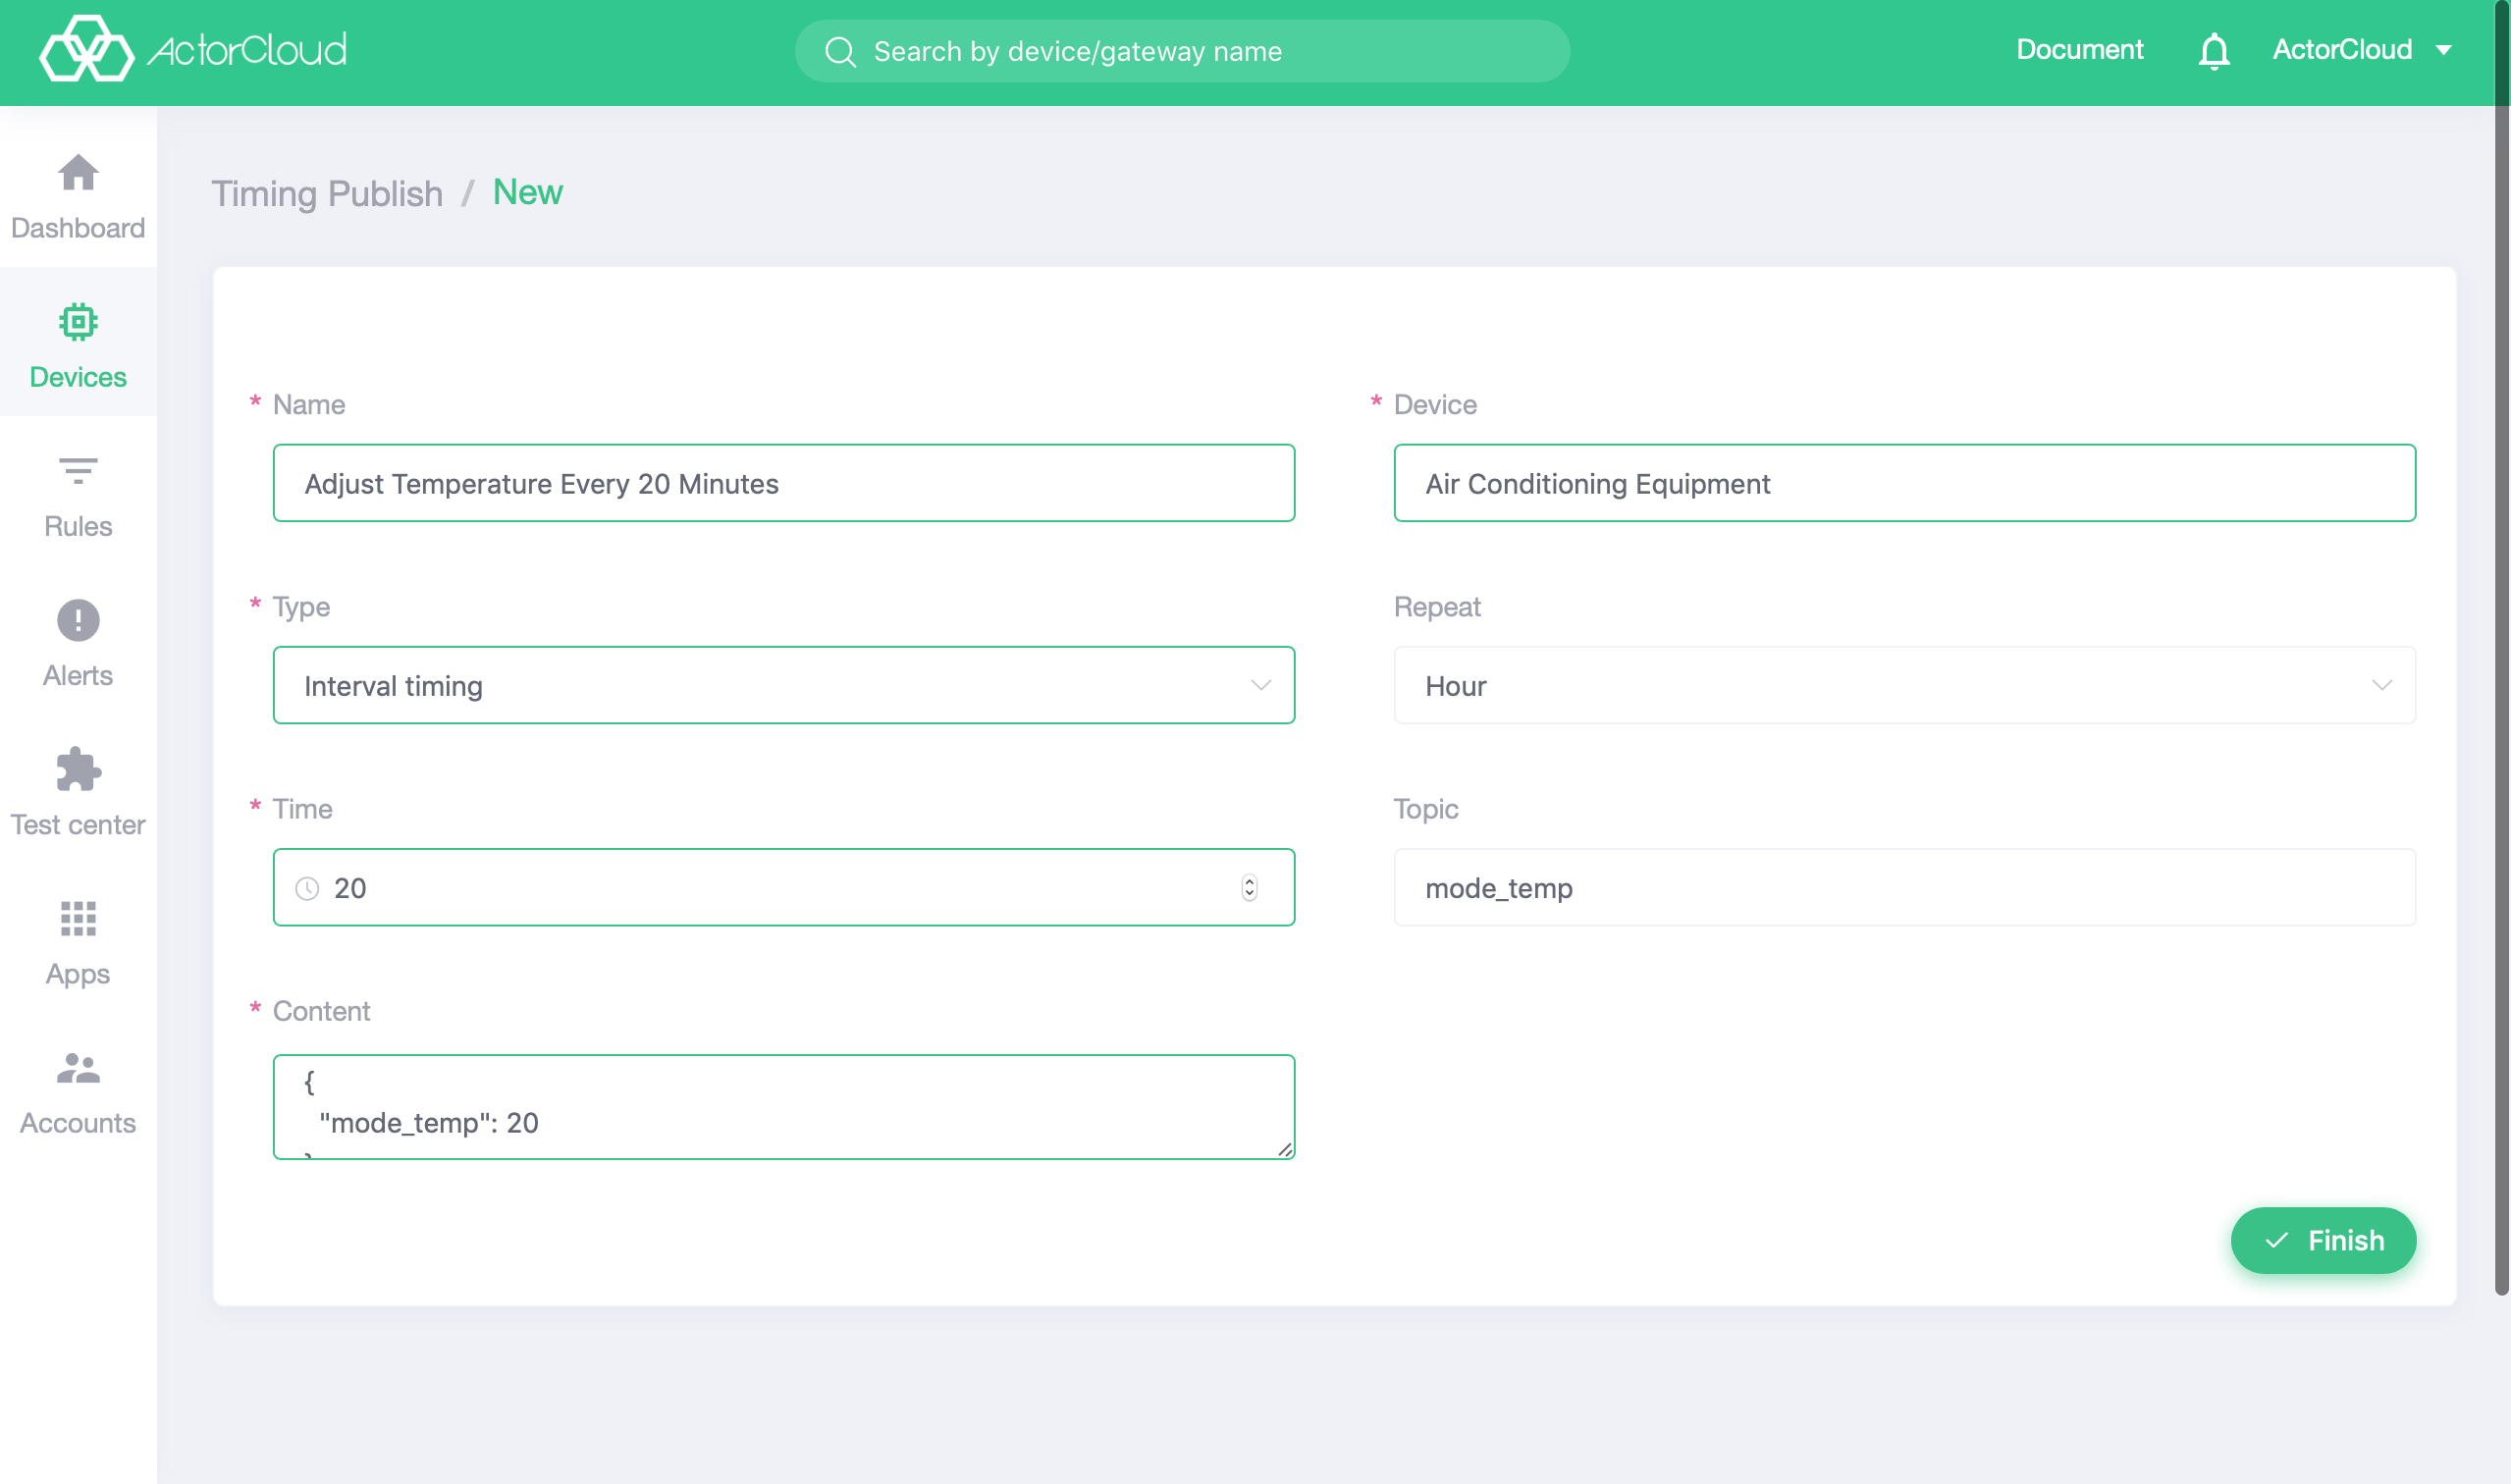 ActorCloud
Search by device/gateway name
Document
ActorCloud
Dashboard
Devices
Rules
Alerts
Test center
Apps
Accounts
Timing Publish / New
* Name
Adjust Temperature Every 20 Minutes
* Device
Air Conditioning Equipment
* Type
Interval timing
Repeat
Hour
* Time
20
Topic
mode_temp
* Content
{
"mode_temp": 20
}
Finish